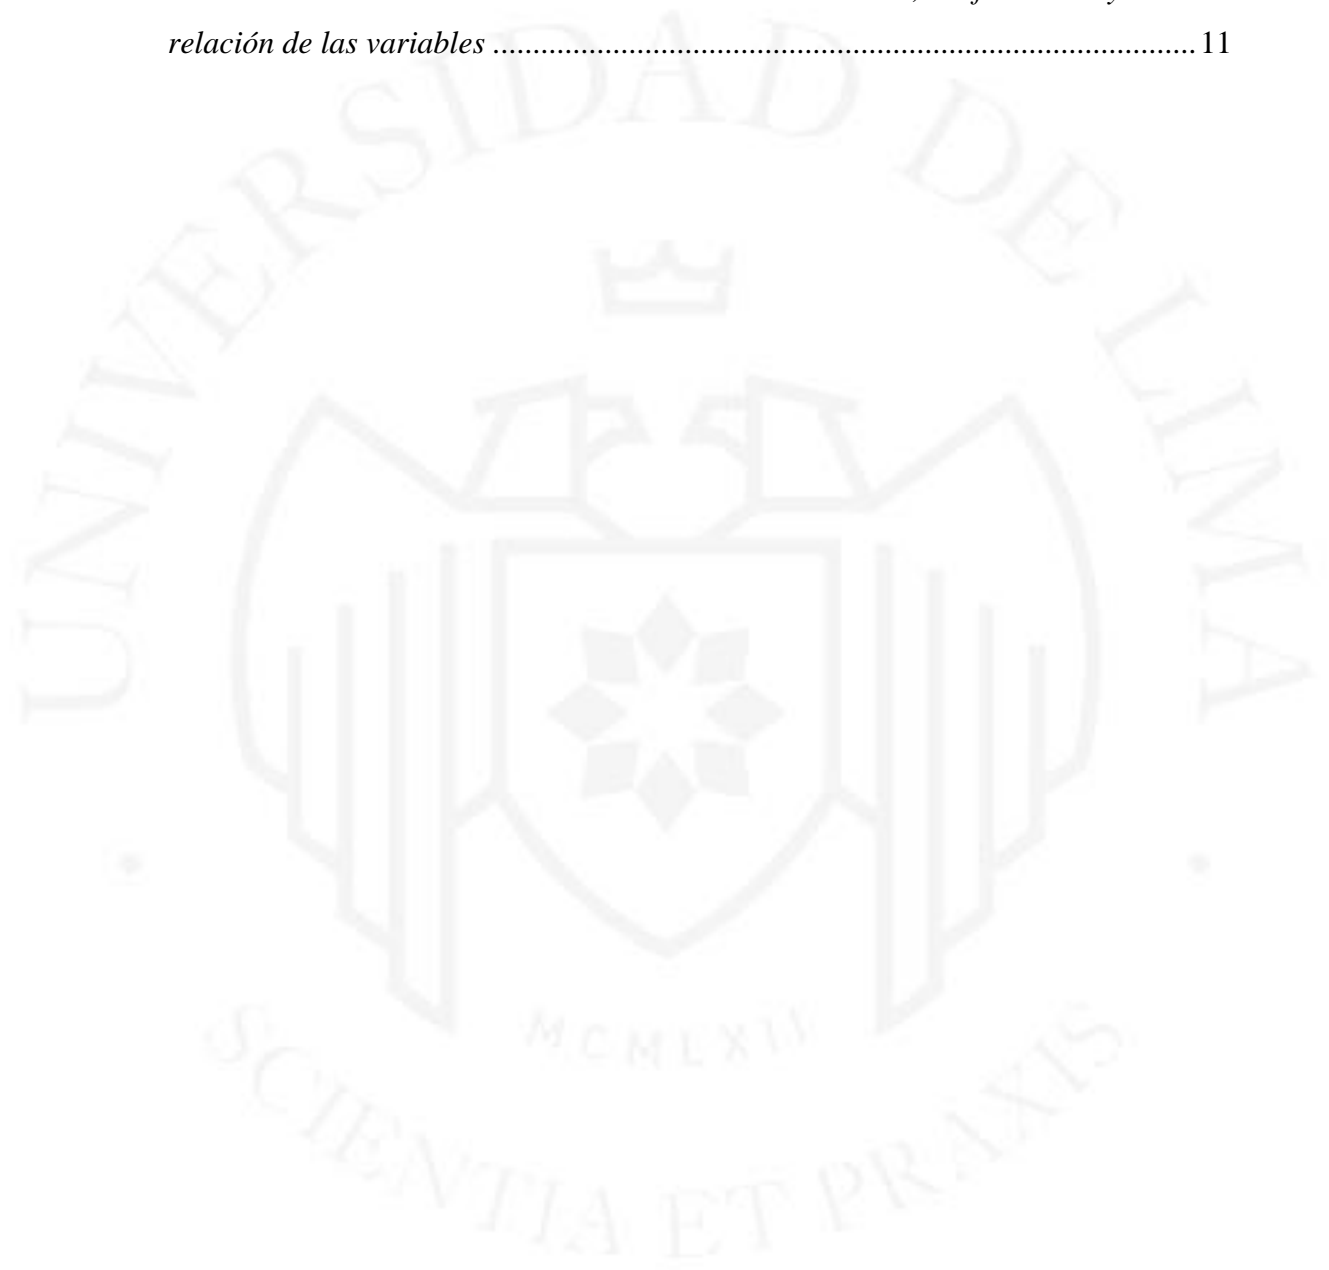 relación de las variables ........................................................................................ 11
UNIVERSIDAD DE LIMA
MCMLXII
SCIENTIA ET PRAXIS